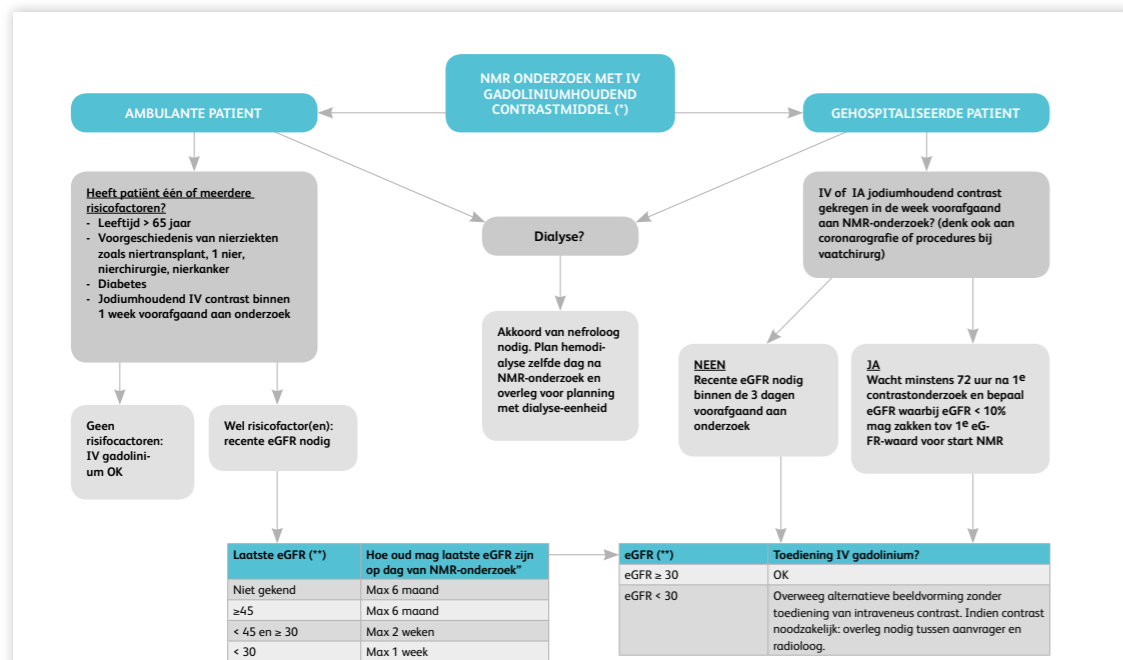 NMR ONDERZOEK MET IV
GADOLINIUMHOUDEND
CONTRASTMIDDEL (*)
AMBULANTE PATIENT
GEHOSPITALISEERDE PATIENT
Heeft patiënt één of meerdere
risicofactoren?
- Leeftijd > 65 jaar
- Voorgeschiedenis van nierziekten
zoals niertransplant, 1 nier,
nierchirurgie, nierkanker
- Diabetes
- Jodiumhoudend IV contrast binnen
1 week voorafgaand aan onderzoek
Dialyse?
IV of IA jodiumhoudend contrast
gekregen in de week voorafgaand
aan NMR-onderzoek? (denk ook aan
coronarografie of procedures bij
vaatchirurg)
Geen
risifocactoren:
IV gadolini-
um OK
Wel risicofactor(en):
recente eGFR nodig
Akkoord van nefroloog
nodig. Plan hemodi-
alyse zelfde dag na
NMR-onderzoek en
overleg voor planning
met dialyse-eenheid
NEEN
Recente eGFR nodig
binnen de 3 dagen
voorafgaand aan
onderzoek
JA
Wacht minstens 72 uur na 1e
contrastonderzoek en bepaal
eGFR waarbij eGFR < 10%
mag zakken tov 1e eG-
FR-waard voor start NMR
Laatste eGFR (**) Hoe oud mag laatste eGFR zijn
op dag van NMR-onderzoek"
Niet gekend Max 6 maand
≥45 Max 6 maand
< 45 en ≥ 30 Max 2 weken
< 30 Max 1 week
eGFR (**) Toediening IV gadolinium?
eGFR ≥ 30 OK
eGFR < 30 Overweeg alternatieve beeldvorming zonder
toediening van intraveneus contrast. Indien contrast
noodzakelijk: overleg nodig tussen aanvrager en
radioloog.